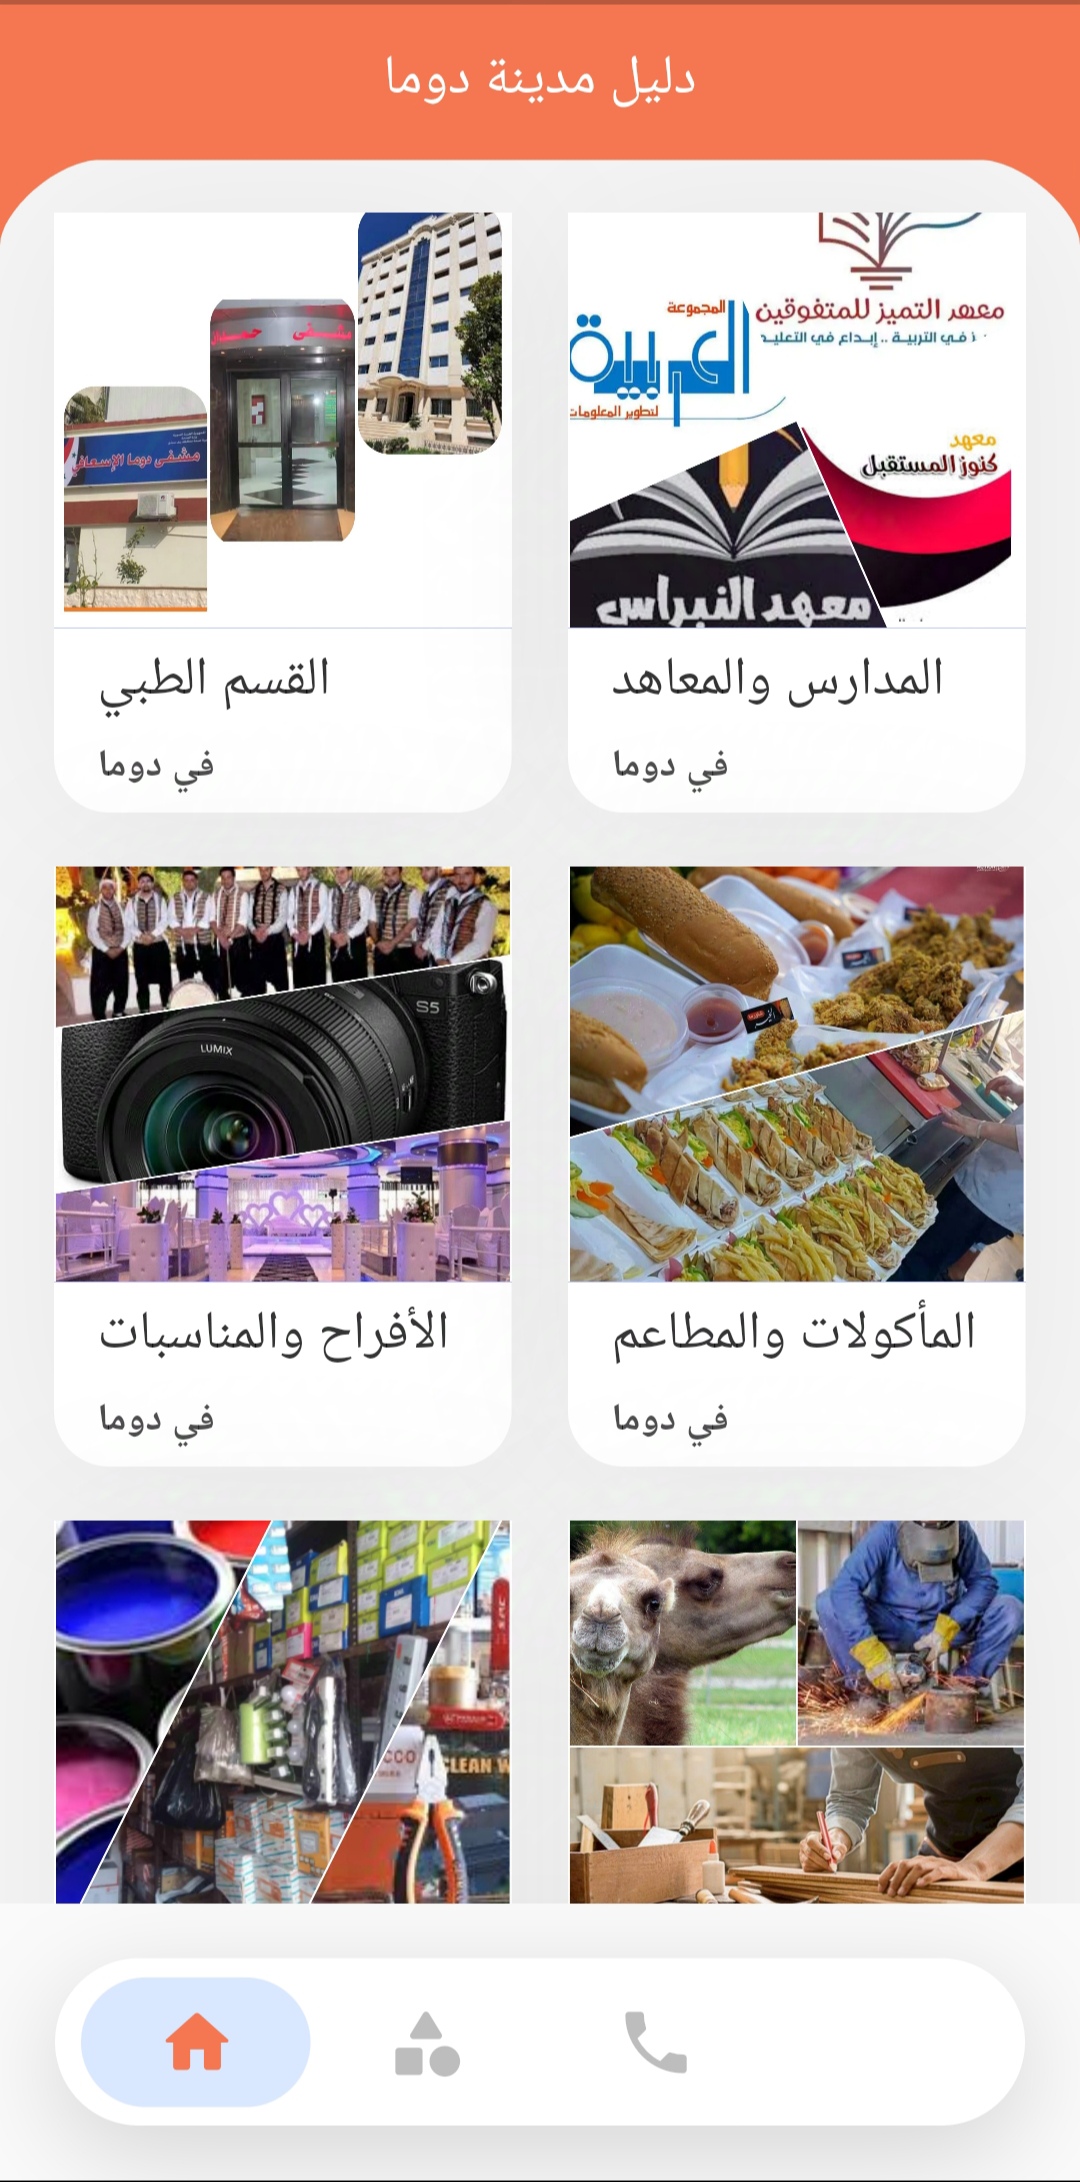 دليل مدينة دوما
معهد التميز للمتفوقين
في التربية .. إبداع في التعليم
المجموعة
العربية
لتطوير المعلومات
معهد
كنوز المستقبل
معهد النبراس
المدارس والمعاهد
في دوما
مشفى حمدان
مشفى دوما الإسعافي
القسم الطبي
في دوما
المأكولات والمطاعم
في دوما
S5
LUMIX
الأفراح والمناسبات
في دوما
CCO
CLEAN W